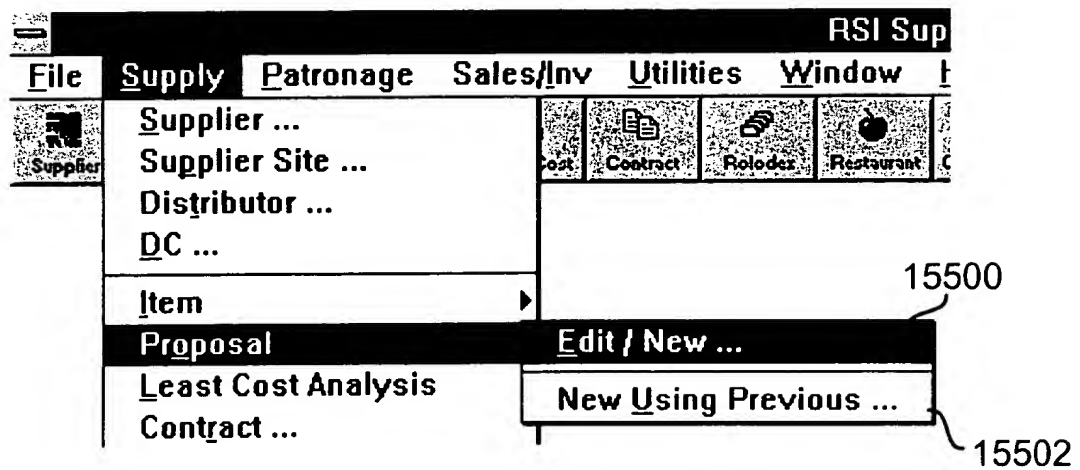 RSI Sup
File Supply Patronage Sales/Inv Utilities Window
Supplier Cost Contract Rolodex Restaurant
Supplier ...
Supplier Site ...
Distributor ...
DC ...
Item
Proposal
Least Cost Analysis
Contract ...
15500
Edit / New ...
New Using Previous ...
15502